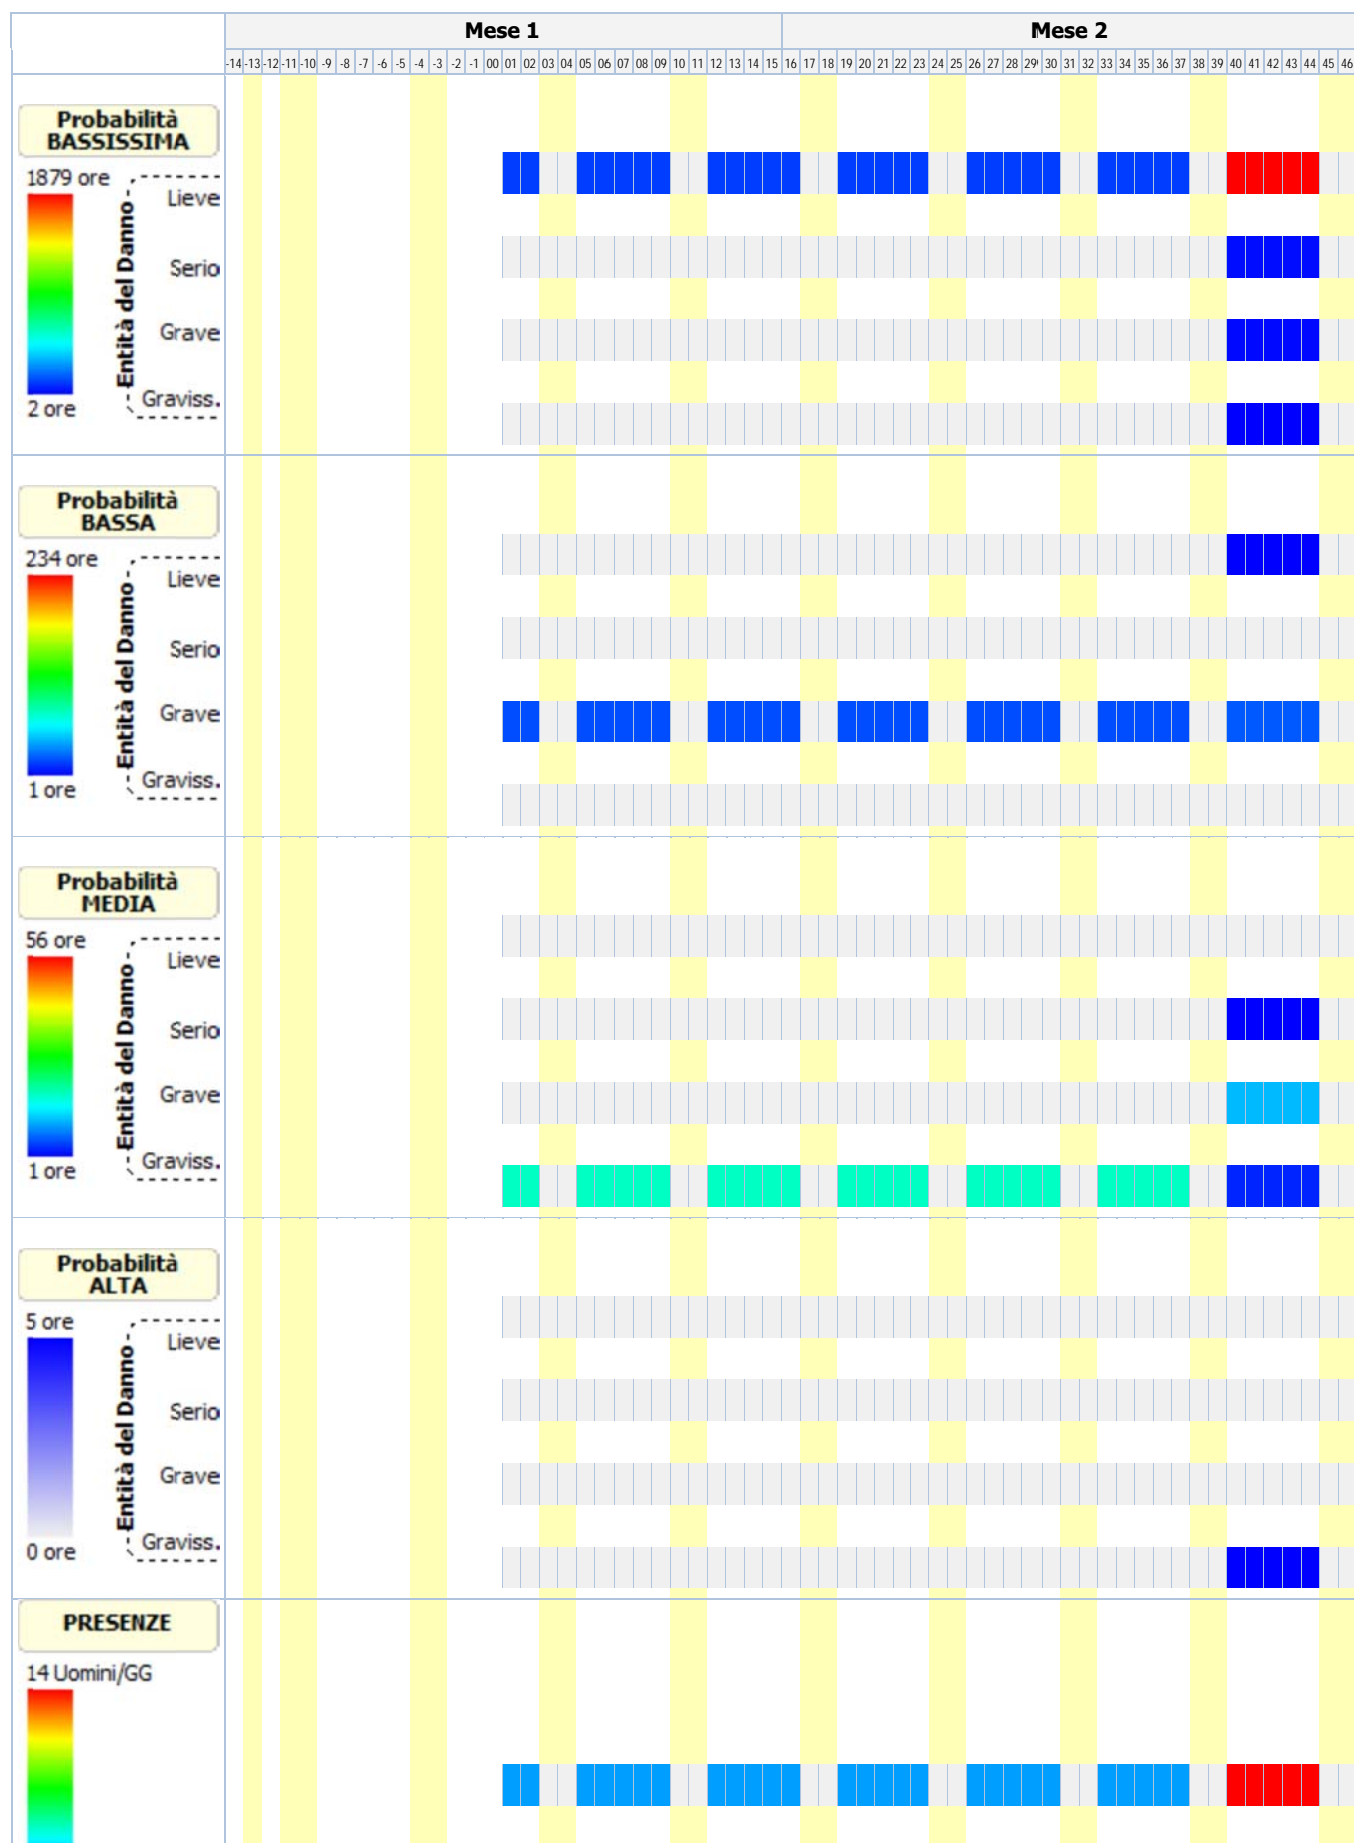 Mese 1 Mese 2
-14 -13 -12 -11 -10 -9 -8 -7 -6 -5 -4 -3 -2 -1 00 01 02 03 04 05 06 07 08 09 10 11 12 13 14 15 16 17 18 19 20 21 22 23 24 25 26 27 28 29 30 31 32 33 34 35 36 37 38 39 40 41 42 43 44 45 46
Probabilità
BASSISSIMA
1879 ore
Entità del Danno
Lieve
Serio
Grave
Graviss.
2 ore
Probabilità
BASSA
234 ore
Entità del Danno
Lieve
Serio
Grave
Graviss.
1 ore
Probabilità
MEDIA
56 ore
Entità del Danno
Lieve
Serio
Grave
Graviss.
1 ore
Probabilità
ALTA
5 ore
Entità del Danno
Lieve
Serio
Grave
Graviss.
0 ore
PRESENZE
14 Uomini/GG